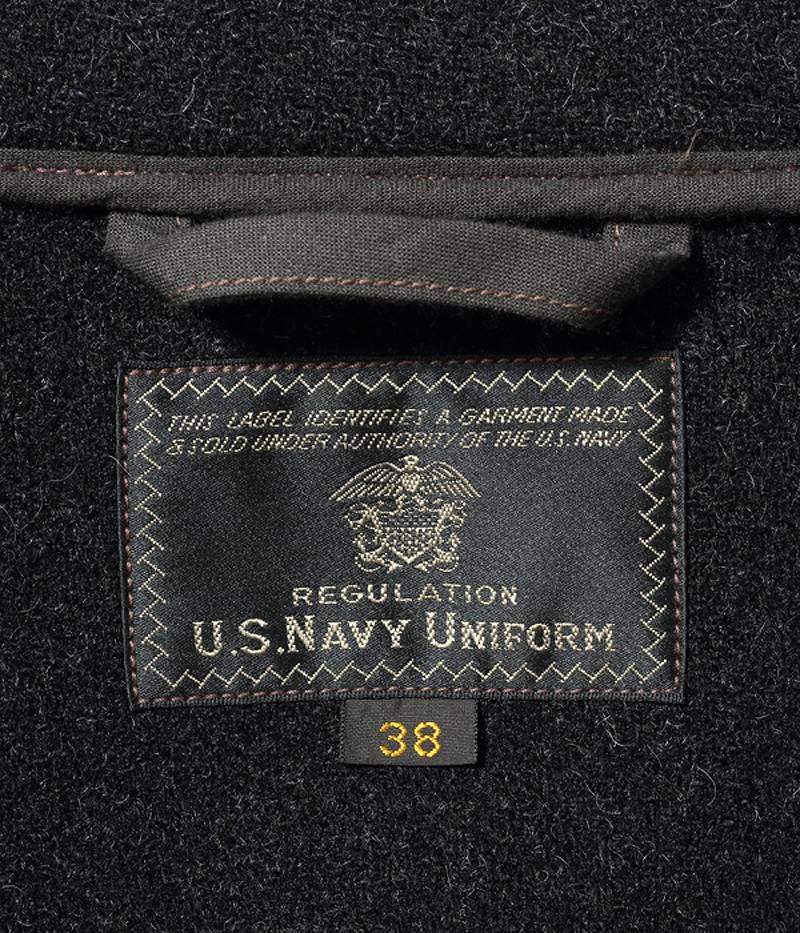 THIS LABEL IDENTIFIES A GARMENT MADE
& SOLD UNDER AUTHORITY OF THE U.S. NAVY
REGULATION
U.S. NAVY UNIFORM
38